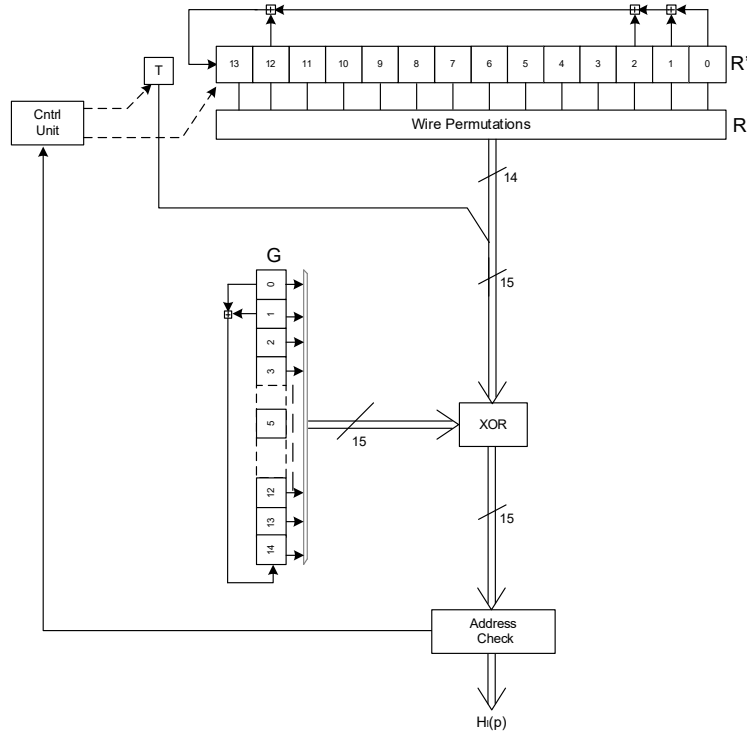 13 12 11 10 9 8 7 6 5 4 3 2 1 0
R'
T
Cntrl
Unit
Wire Permutations
R
14
15
G
0
1
2
3
5
12
13
14
15
XOR
15
Address
Check
Hl(p)